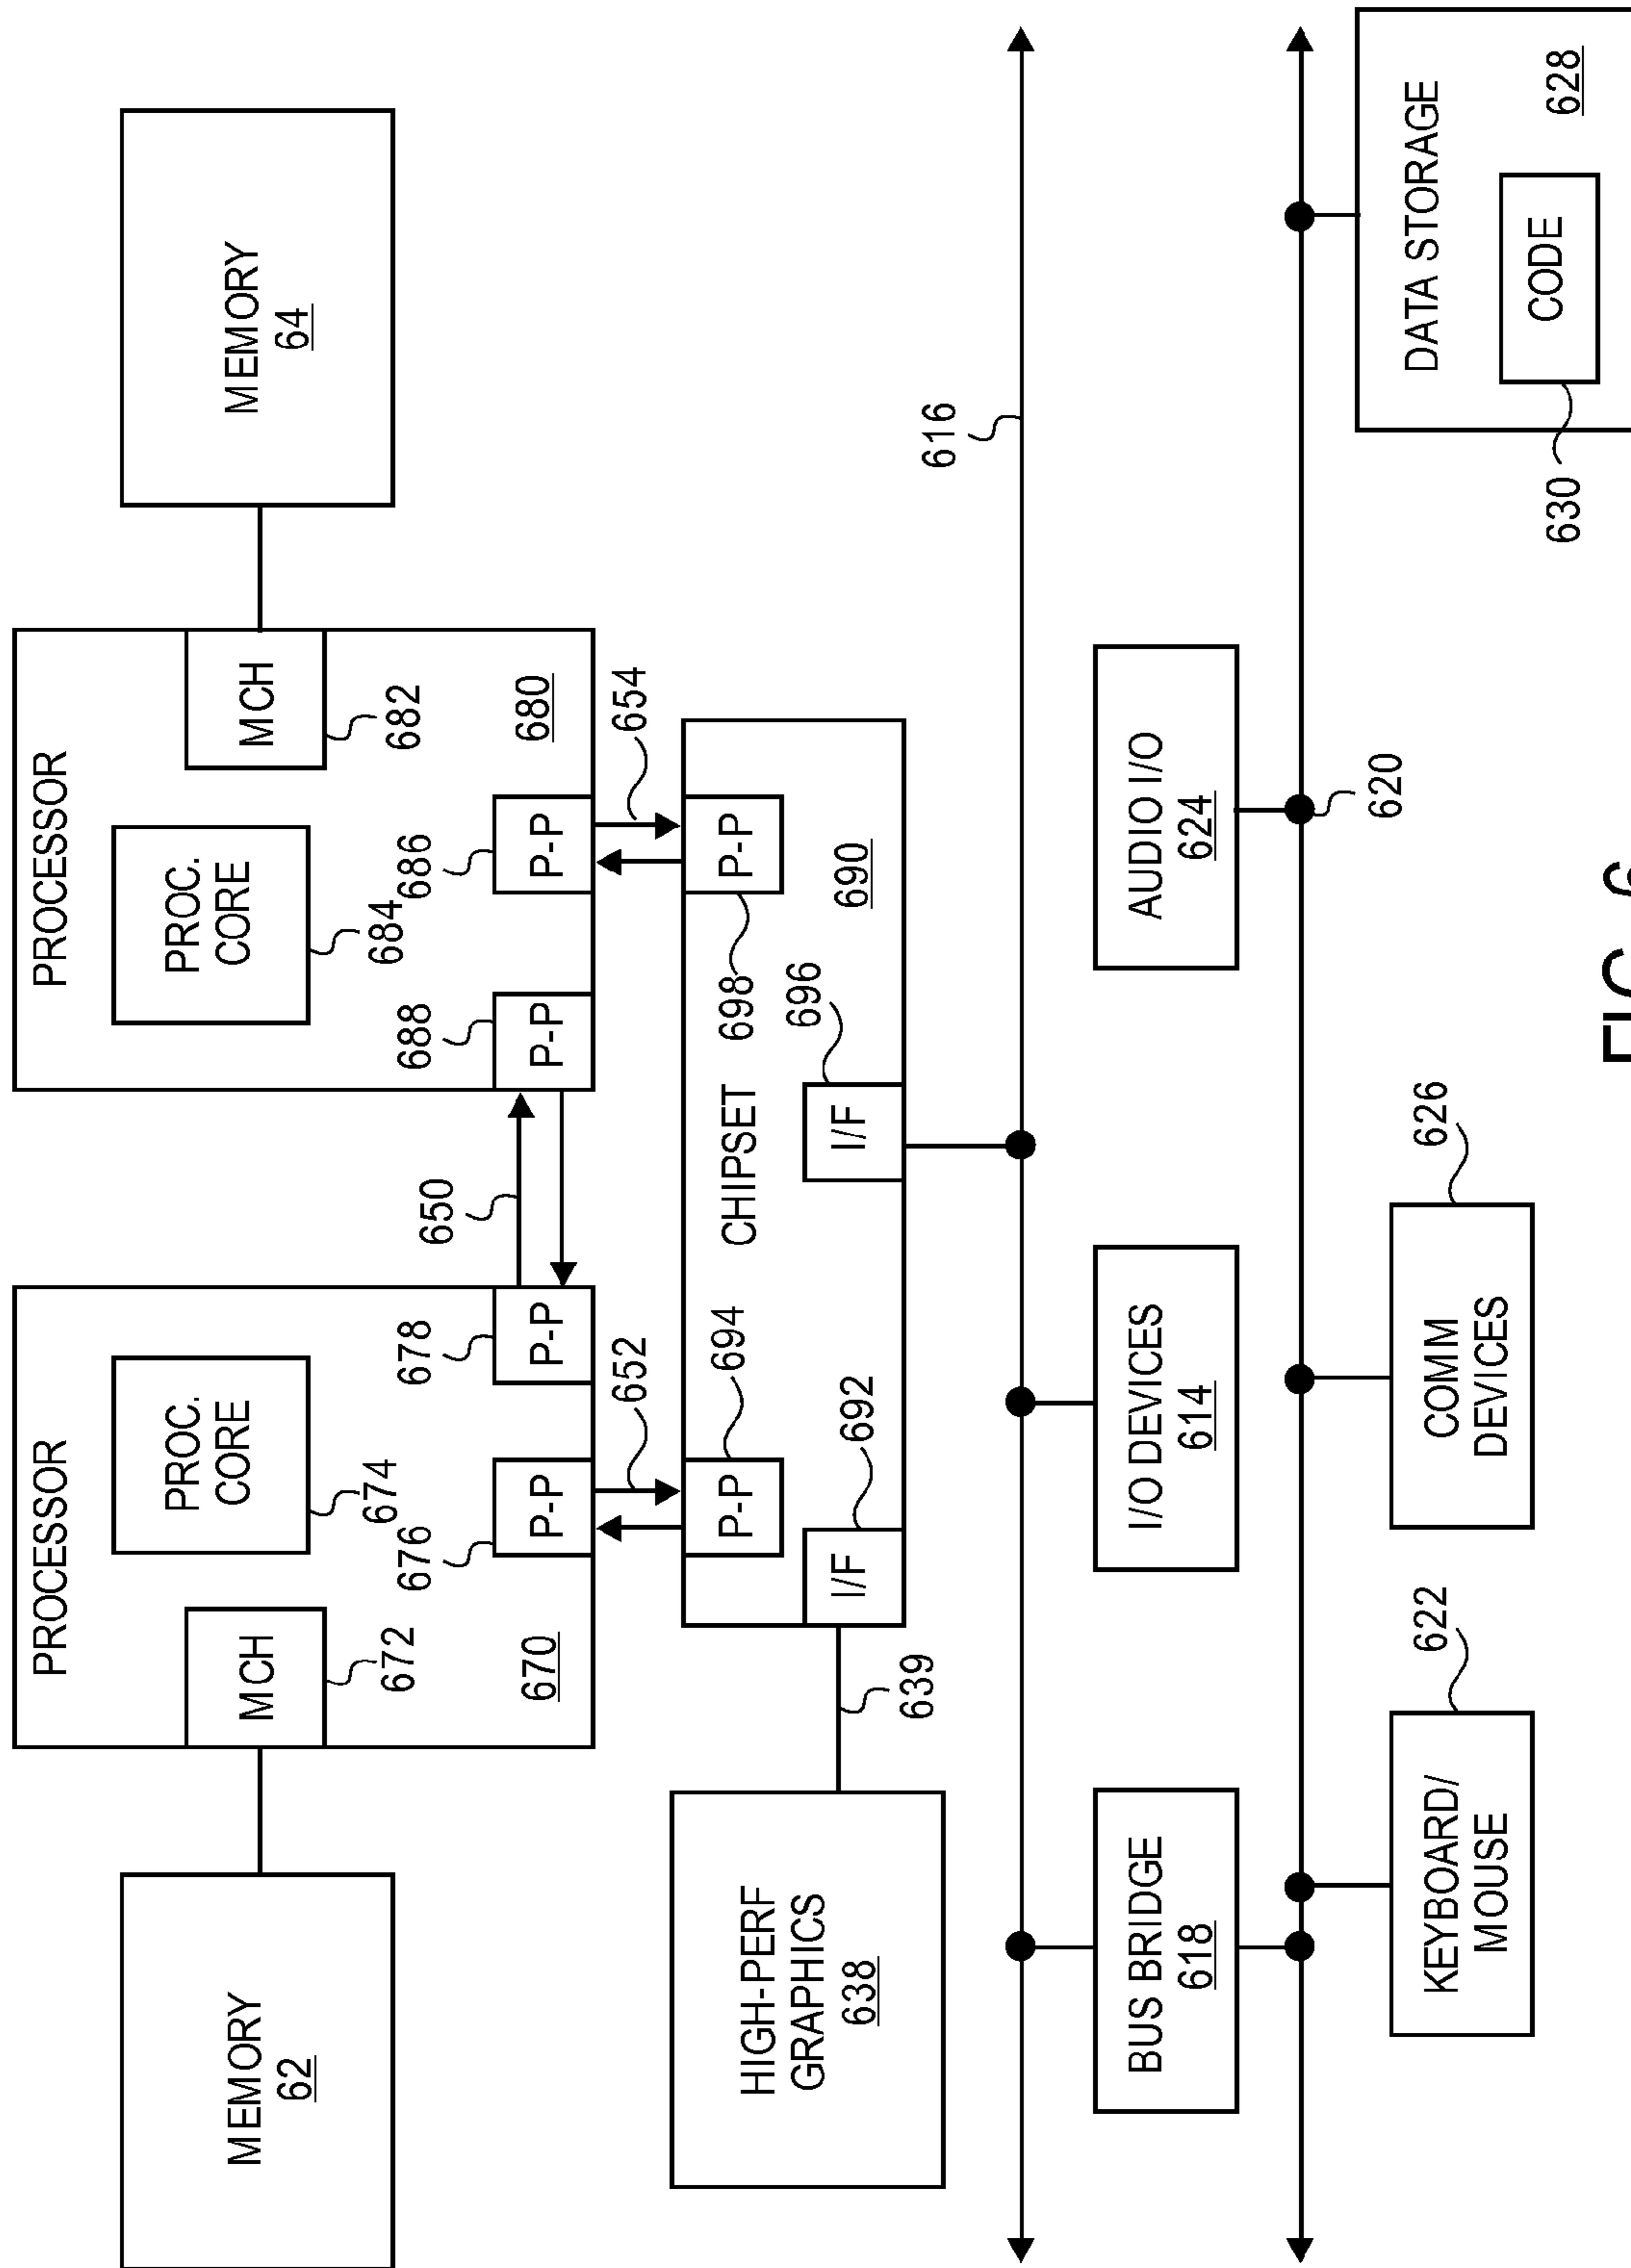 PROCESSOR
PROCESSOR
MEMORY
62
MCH
672
PROC.
CORE
674
670
676
P-P
678
P-P
650
688
P-P
PROC.
CORE
684
686
P-P
MCH
682
680
MEMORY
64
652
654
HIGH-PERF
GRAPHICS
638
639
P-P
694
I/F
692
CHIPSET
I/F
696
P-P
698
690
616
BUS BRIDGE
618
I/O DEVICES
614
AUDIO I/O
624
620
KEYBOARD/
MOUSE
622
COMM
DEVICES
626
DATA STORAGE
CODE
628
630